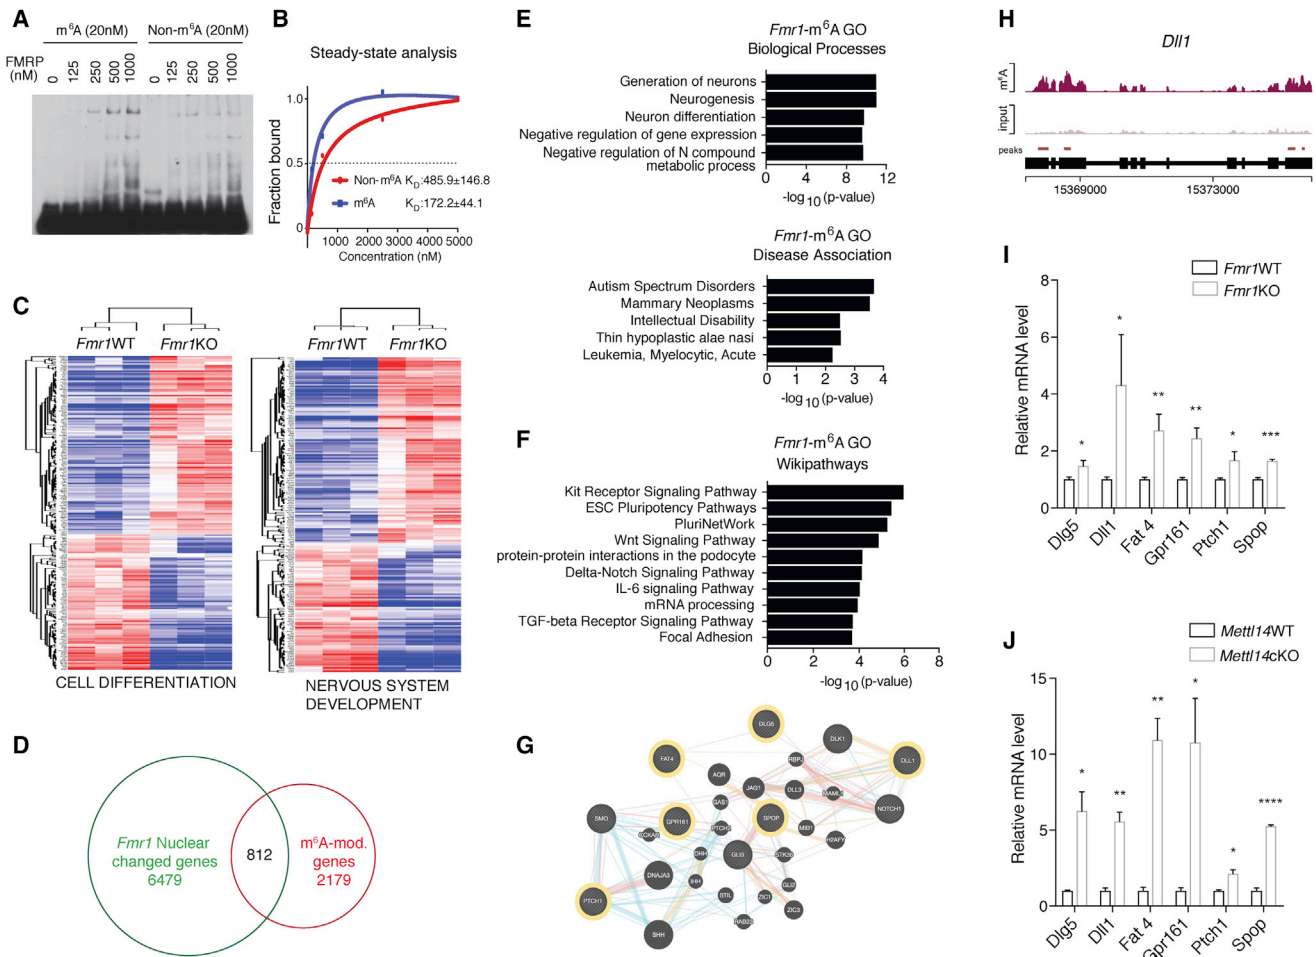 A
m6A (20nM) Non-m6A (20nM)
FMRP
(nM)
0 125 250 500 1000 0 125 250 500 1000
B
Steady-state analysis
Fraction bound
1.0
0.5
0
Non-m6A KD:485.9±146.8
m6A KD:172.2±44.1
1000 2000 3000 4000 5000
Concentration (nM)
C
Fmr1WT Fmr1KO
CELL DIFFERENTIATION
Fmr1WT Fmr1KO
NERVOUS SYSTEM
DEVELOPMENT
D
Fmr1 Nuclear
changed genes
6479
812
m6A-mod.
genes
2179
E
Fmr1-m6A GO
Biological Processes
Generation of neurons
Neurogenesis
Neuron differentiation
Negative regulation of gene expression
Negative regulation of N compound
metabolic process
0 4 8 12
-log10 (p-value)
Fmr1-m6A GO
Disease Association
Autism Spectrum Disorders
Mammary Neoplasms
Intellectual Disability
Thin hypoplastic alae nasi
Leukemia, Myelocytic, Acute
0 1 2 3 4
-log10 (p-value)
F
Fmr1-m6A GO
Wikipathways
Kit Receptor Signaling Pathway
ESC Pluripotency Pathways
PluriNetWork
Wnt Signaling Pathway
protein-protein interactions in the podocyte
Delta-Notch Signaling Pathway
IL-6 signaling Pathway
mRNA processing
TGF-beta Receptor Signaling Pathway
Focal Adhesion
0 2 4 6 8
-log10 (p-value)
G
DLG5
DLK1
FAT4
RBPJ
DLL1
AQR
JAG1
DLL3
MAML1
GAS1
NOTCH1
SMO
GPR161
PTCH2
SPOP
MIB1
CCKAR
H2AFY
DHH
GLI3
STK36
DNAJA3
IHH
GLI2
PTCH1
STIL
ZIC1
ZIC3
RAB23
SHH
H
Dll1
m6A
input
peaks
15369000 15373000
I
Fmr1WT
Fmr1KO
Relative mRNA level
8
6
4
2
0
* * ** ** * ***
Dlg5 Dll1 Fat 4 Gpr161 Ptch1 Spop
J
Mettl14WT
Mettl14cKO
Relative mRNA level
15
10
5
0
* ** ** * * ****
Dlg5 Dll1 Fat 4 Gpr161 Ptch1 Spop